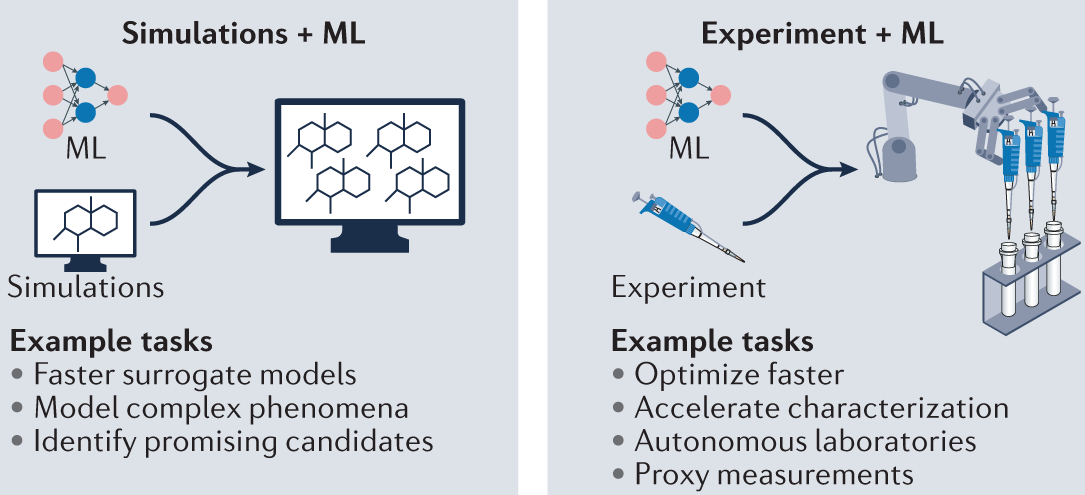 Simulations + ML
ML
Simulations
Example tasks
• Faster surrogate models
• Model complex phenomena
• Identify promising candidates
Experiment + ML
ML
Experiment
Example tasks
• Optimize faster
• Accelerate characterization
• Autonomous laboratories
• Proxy measurements